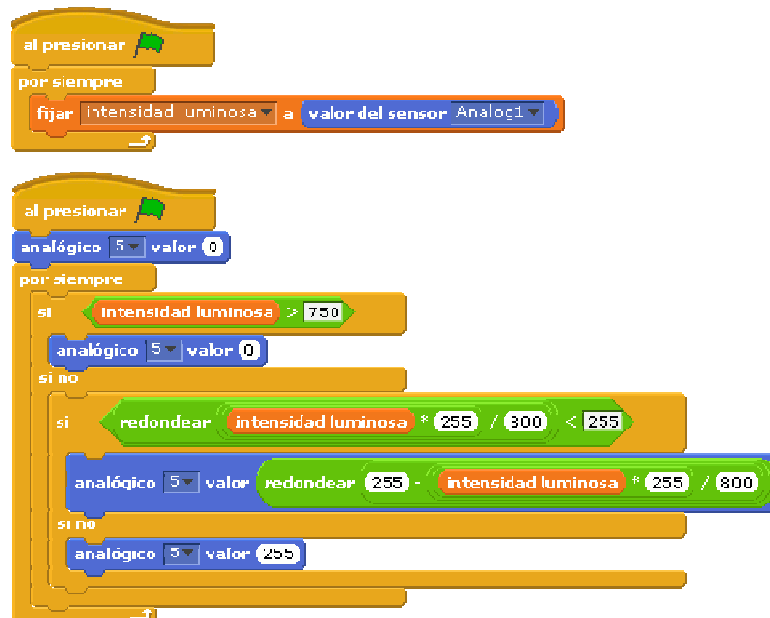 al presionar
por siempre
fijar intensidad luminosa a valor del sensor Analog1
al presionar
analógico 5 valor 0
por siempre
si intensidad luminosa > 750
analógico 5 valor 0
si no
si redondear intensidad luminosa * 255 / 800 < 255
analógico 5 valor redondear 255 - intensidad luminosa * 255 / 800
si no
analógico 5 valor 255